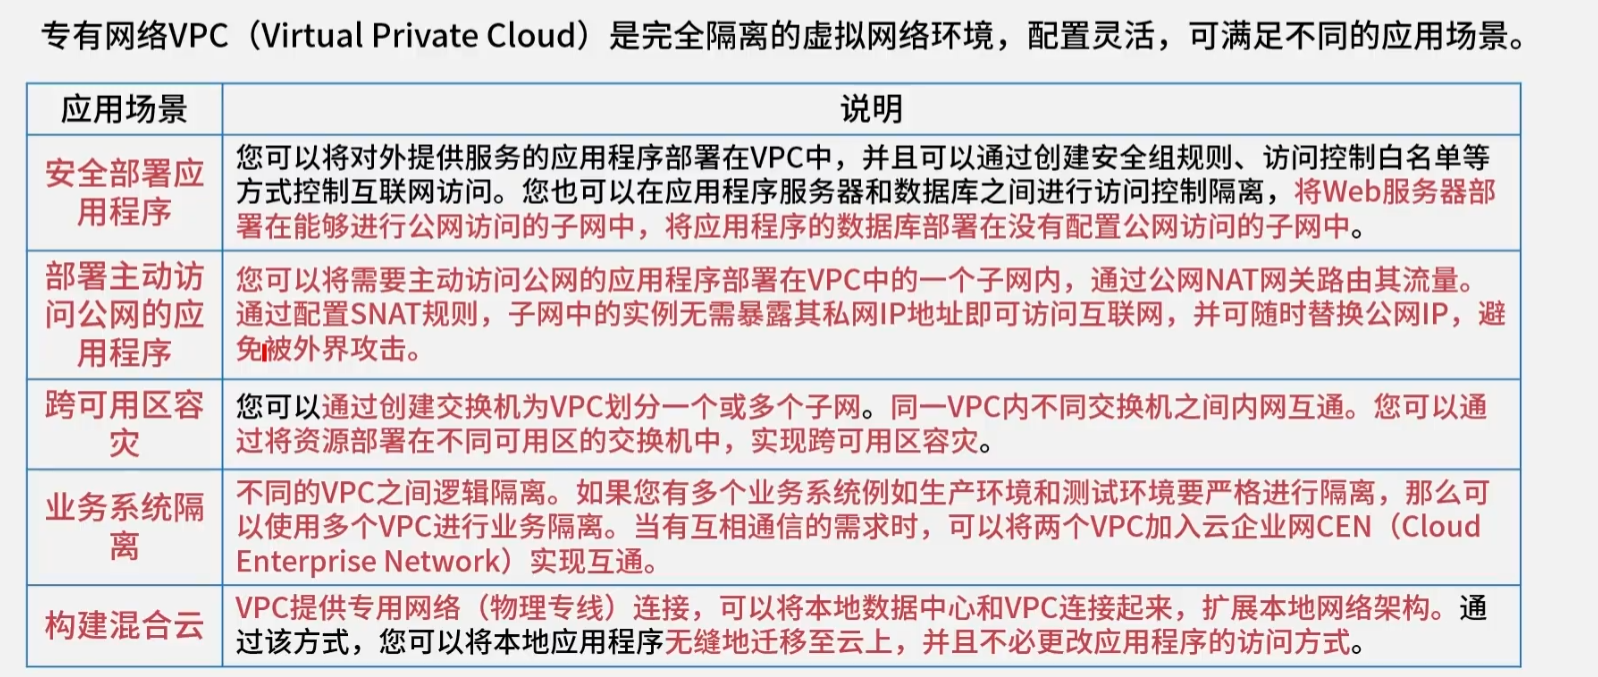 专有网络VPC（Virtual Private Cloud）是完全隔离的虚拟网络环境，配置灵活，可满足不同的应用场景。
应用场景
说明
安全部署应
用程序
您可以将对外提供服务的应用程序部署在VPC中，并且可以通过创建安全组规则、访问控制白名单等
方式控制互联网访问。您也可以在应用程序服务器和数据库之间进行访问控制隔离，将Web服务器部
署在能够进行公网访问的子网中，将应用程序的数据库部署在没有配置公网访问的子网中。
部署主动访
问公网的应
用程序
您可以将需要主动访问公网的应用程序部署在VPC中的一个子网内，通过公网NAT网关路由其流量。
通过配置SNAT规则，子网中的实例无需暴露其私网IP地址即可访问互联网，并可随时替换公网IP，避
免被外界攻击。
跨可用区容
灾
您可以通过创建交换机为VPC划分一个或多个子网。同一VPC内不同交换机之间内网互通。您可以通
过将资源部署在不同可用区的交换机中，实现跨可用区容灾。
业务系统隔
离
不同的VPC之间逻辑隔离。如果您有多个业务系统例如生产环境和测试环境要严格进行隔离，那么可
以使用多个VPC进行业务隔离。当有互相通信的需求时，可以将两个VPC加入云企业网CEN（Cloud
Enterprise Network）实现互通。
构建混合云
VPC提供专用网络（物理专线）连接，可以将本地数据中心和VPC连接起来，扩展本地网络架构。通
过该方式，您可以将本地应用程序无缝地迁移至云上，并且不必更改应用程序的访问方式。